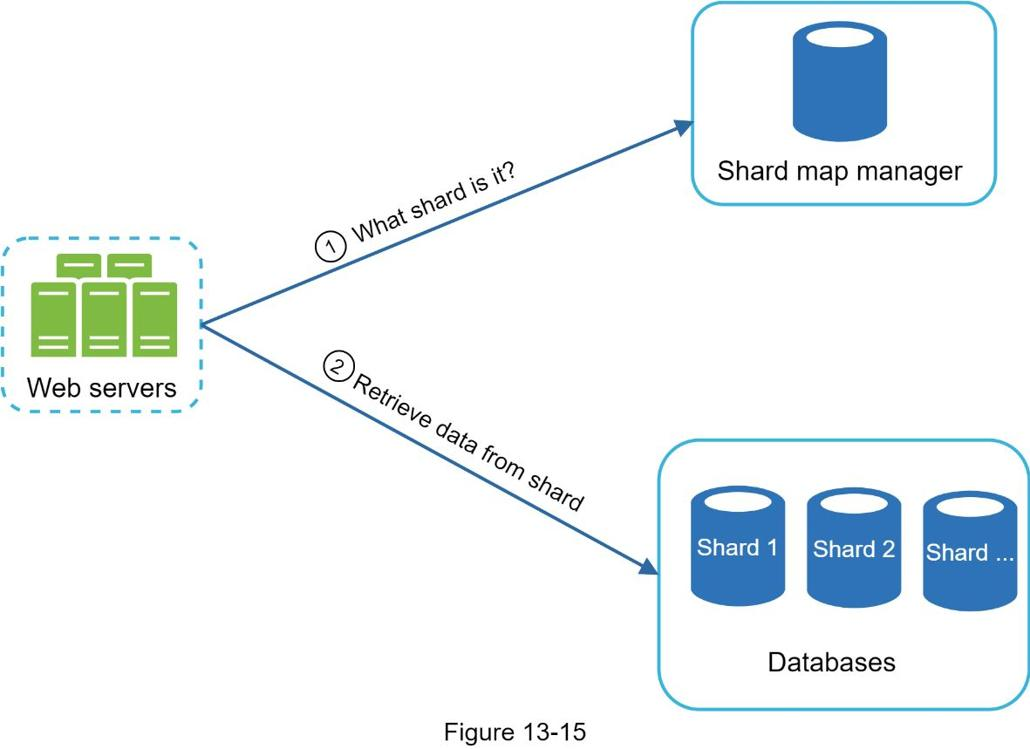 Shard map manager
① What shard is it?
Web servers
② Retrieve data from shard
Shard 1
Shard 2
Shard ...
Databases
Figure 13-15